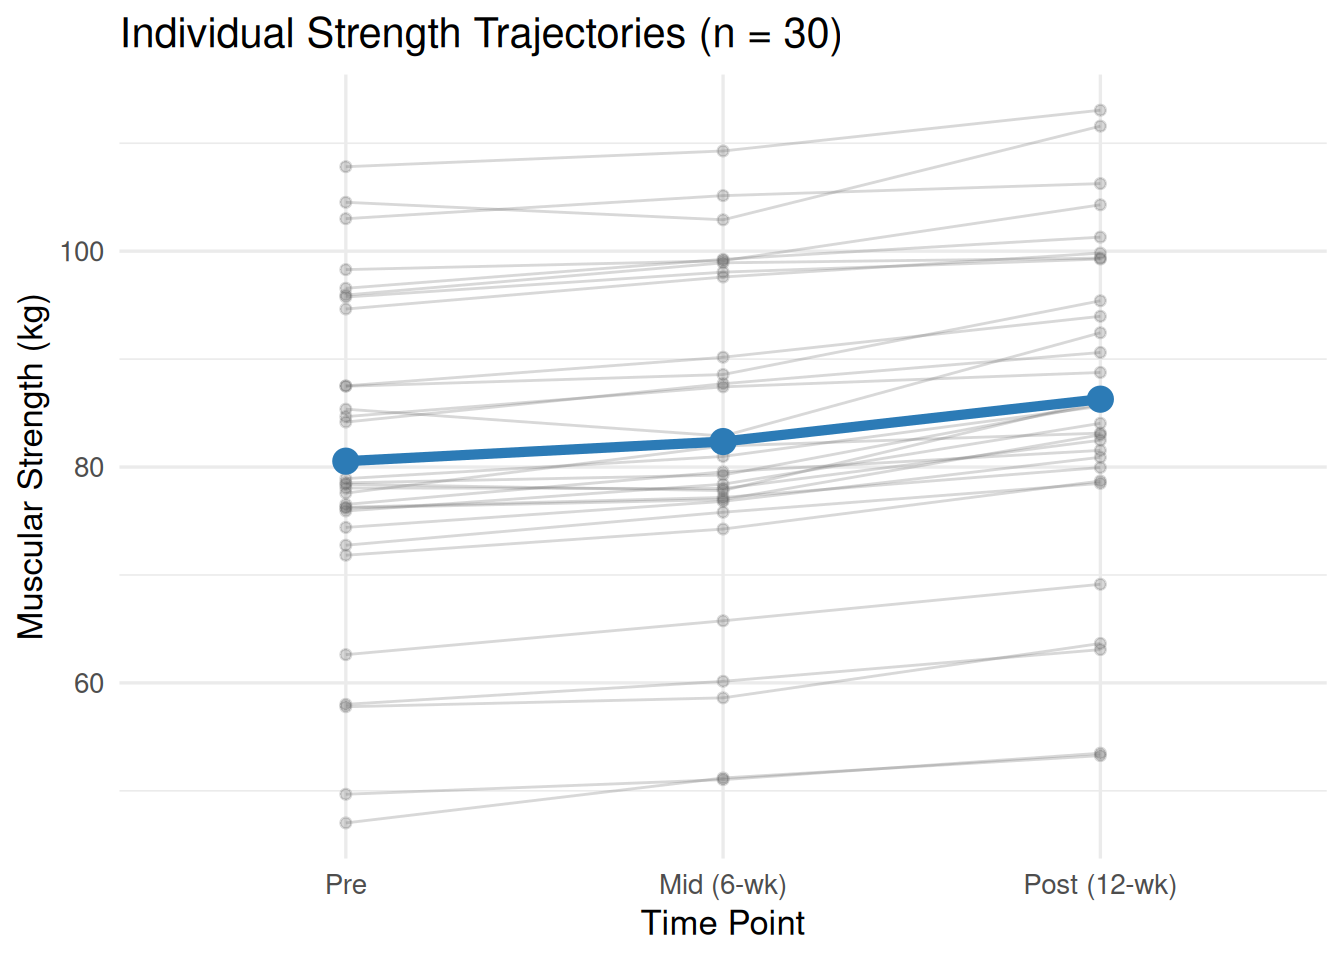 Individual Strength Trajectories (n = 30)
Muscular Strength (kg)
100
80
60
Pre
Mid (6-wk)
Post (12-wk)
Time Point